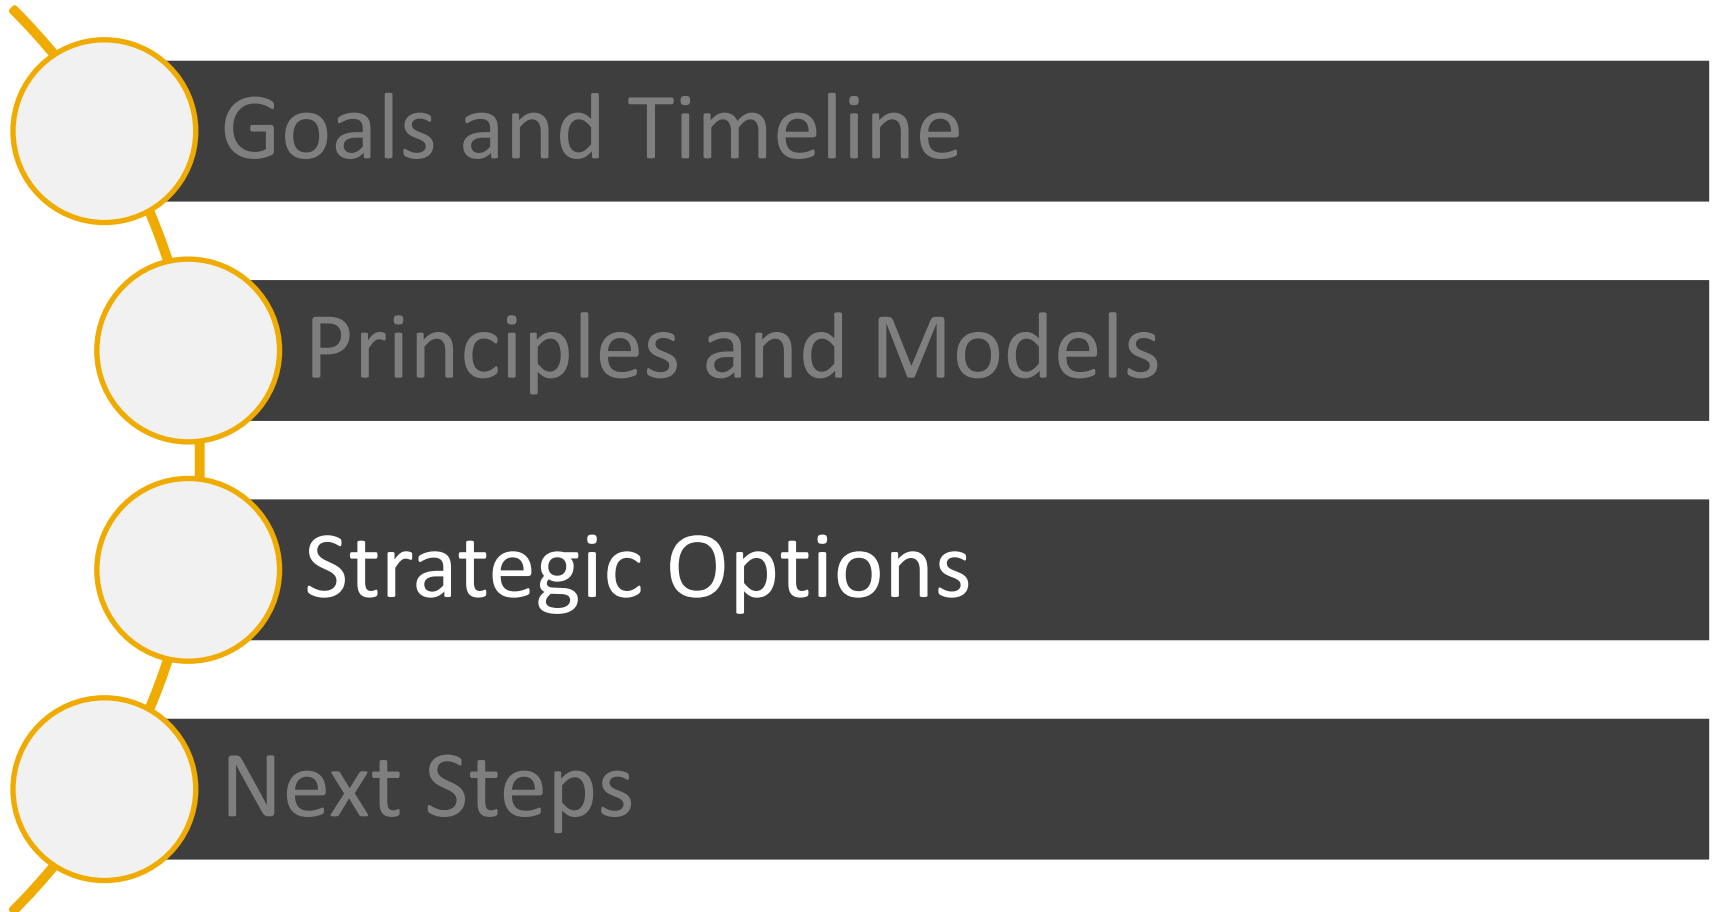 Goals and Timeline
Principles and Models
Strategic Options
Next Steps